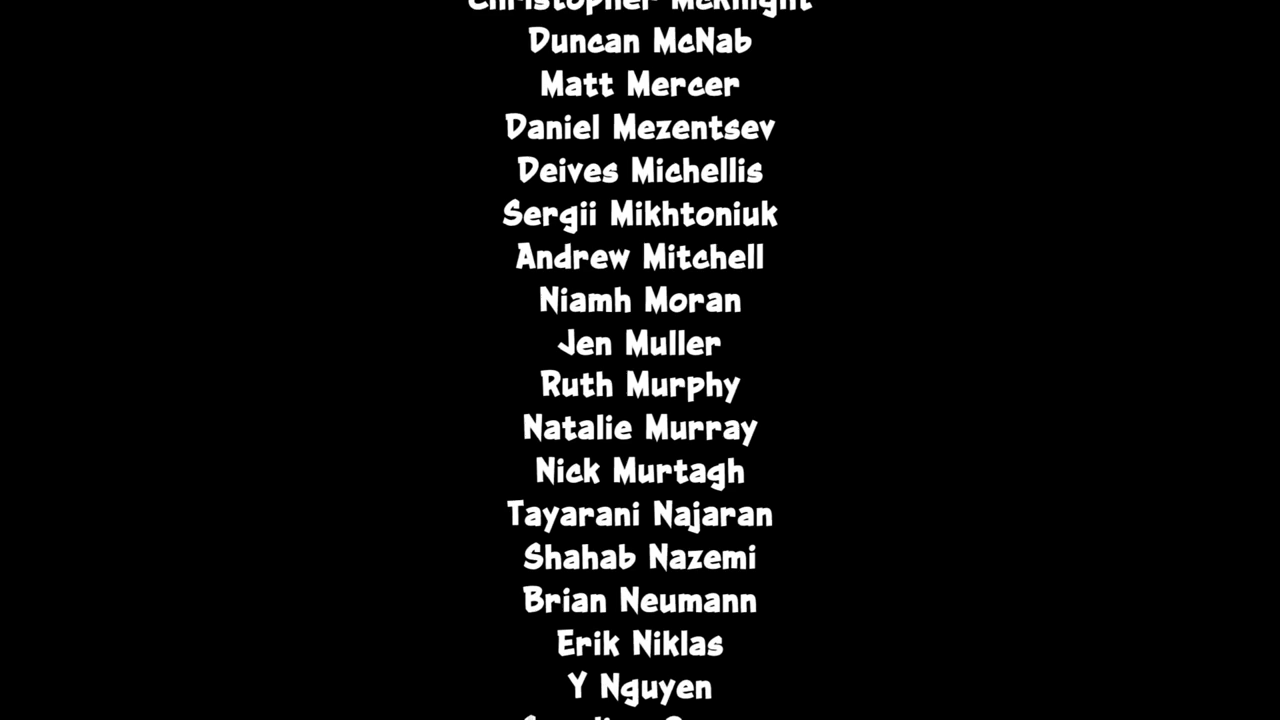 Christopher McKnight
Duncan McNab
Matt Mercer
Daniel Mezentsev
Deives Michellis
Sergii Mikhtoniuk
Andrew Mitchell
Niamh Moran
Jen Muller
Ruth Murphy
Natalie Murray
Nick Murtagh
Tayarani Najaran
Shahab Nazemi
Brian Neumann
Erik Niklas
Y Nguyen